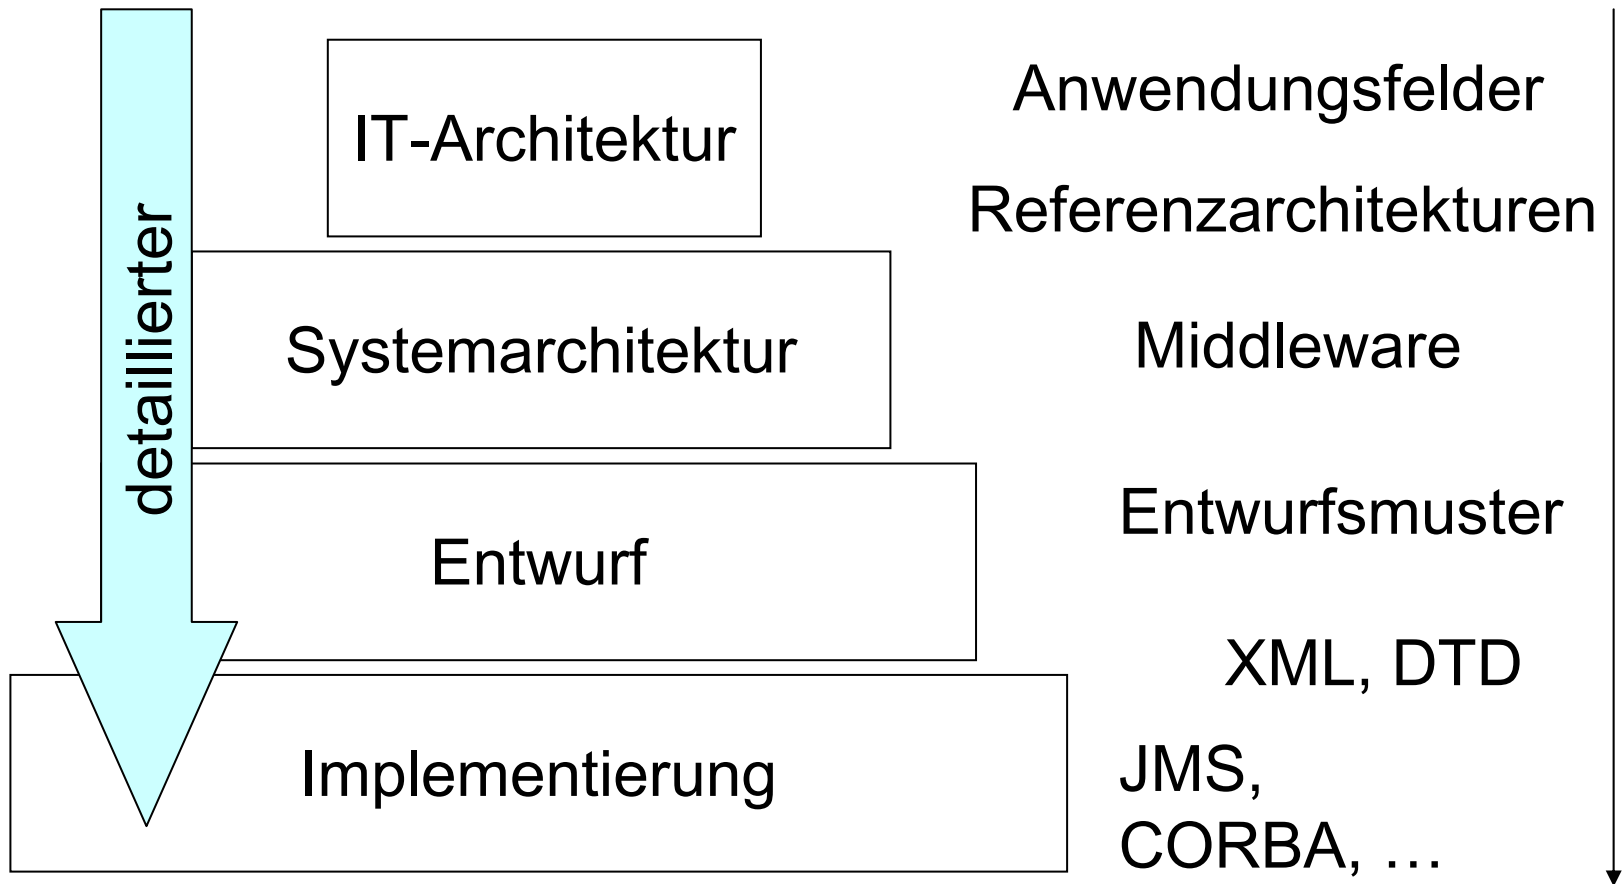 detaillierter
IT-Architektur
Systemarchitektur
Entwurf
Implementierung
Anwendungsfelder
Referenzarchitekturen
Middleware
Entwurfsmuster
XML, DTD
JMS,
CORBA, …